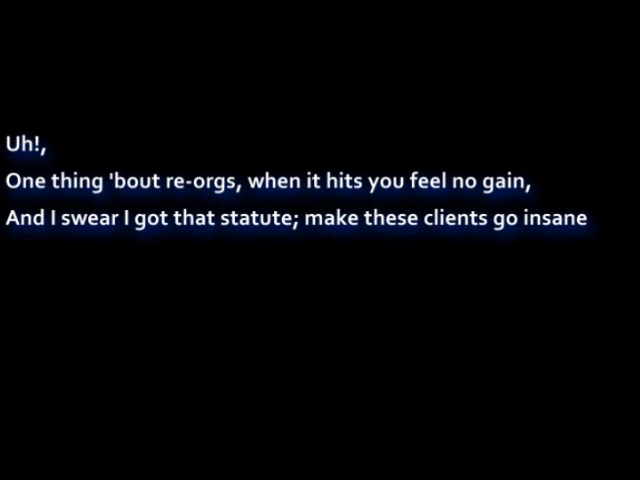 Uh!,
One thing 'bout re-orgs, when it hits you feel no gain,
And I swear I got that statute; make these clients go insane